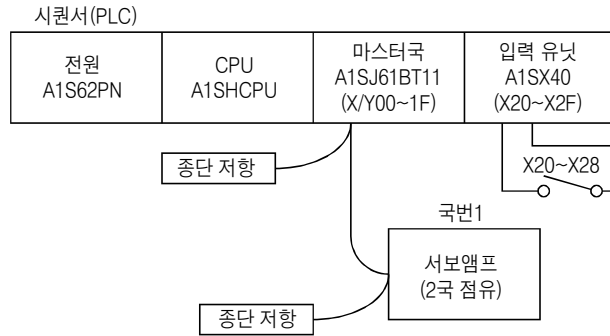 시퀀서(PLC)
전원
A1S62PN
CPU
A1SHCPU
마스터국
A1SJ61BT11
(X/Y00~1F)
입력 유닛
A1SX40
(X20~X2F)
종단 저항
X20~X28
국번1
서보앰프
(2국 점유)
종단 저항